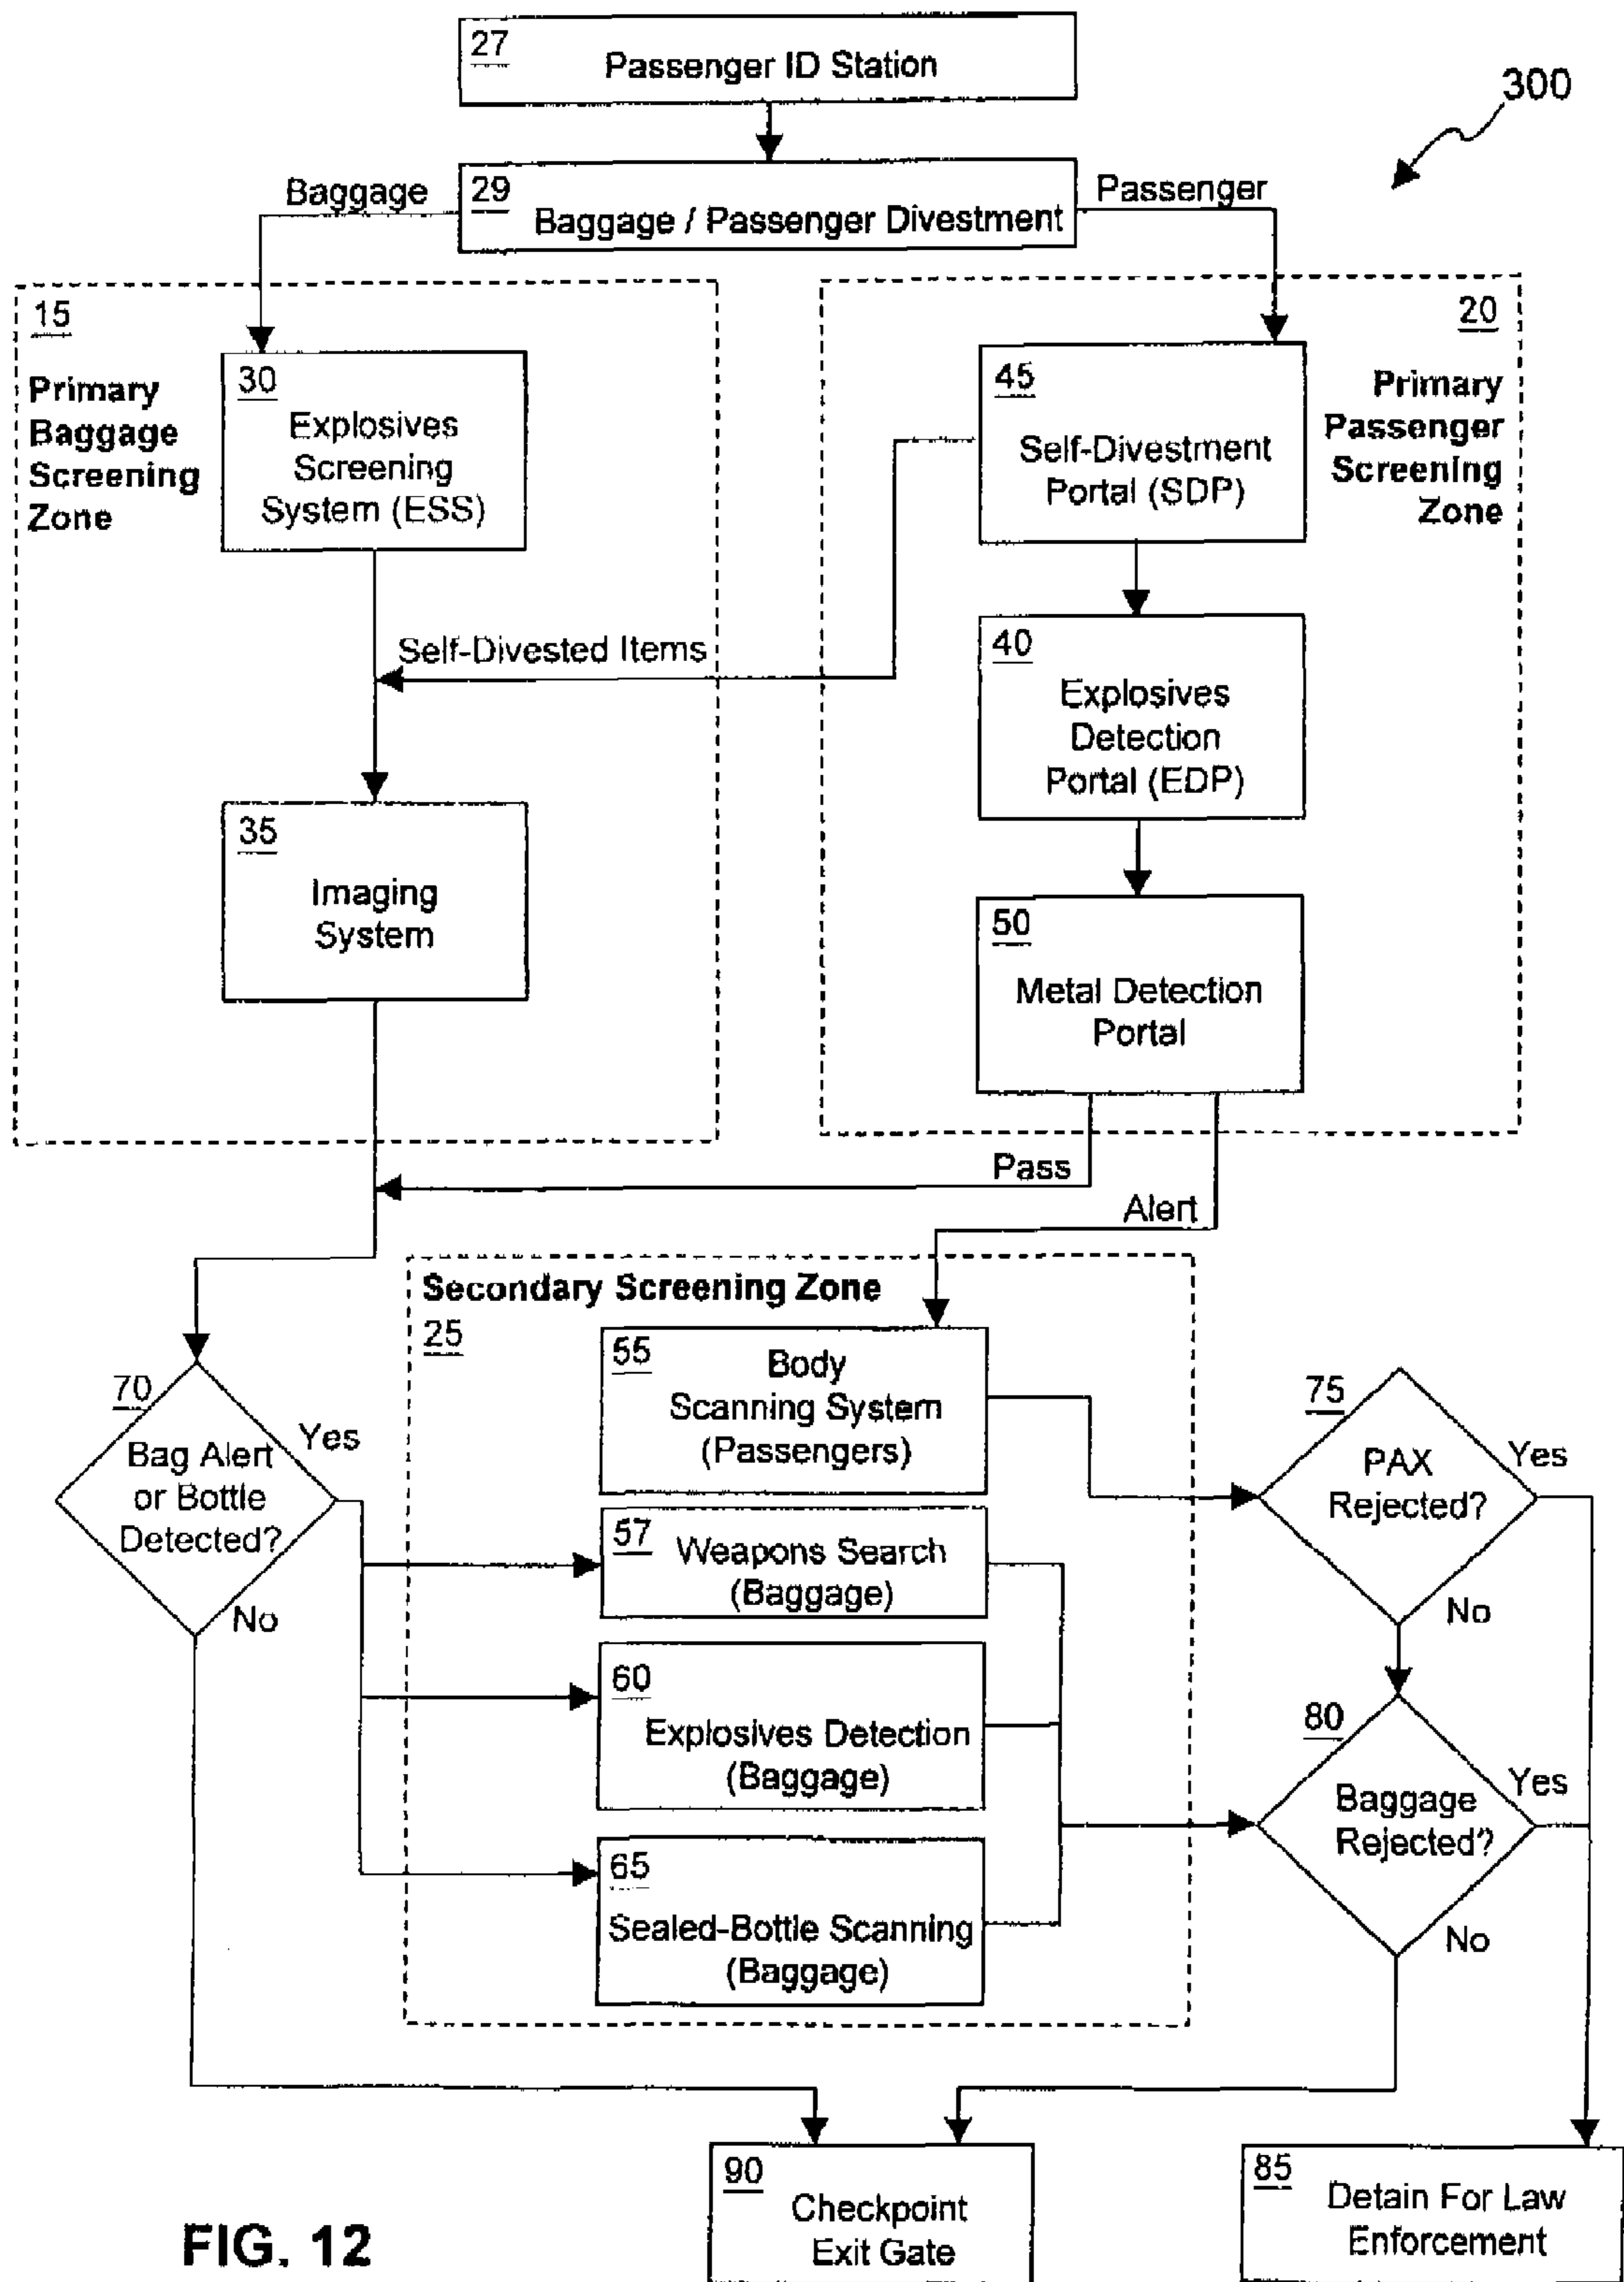 27
Passenger ID Station
300
Baggage
29
Baggage / Passenger Divestment
Passenger
15
Primary
Baggage
Screening
Zone
30
Explosives
Screening
System (ESS)
20
Primary
Passenger
Screening
Zone
45
Self-Divestment
Portal (SDP)
Self-Divested Items
40
Explosives
Detection
Portal (EDP)
35
Imaging
System
50
Metal Detection
Portal
Pass
Alert
Secondary Screening Zone
25
55
Body
Scanning System
(Passengers)
70
Bag Alert
or Bottle
Detected?
Yes
No
75
PAX
Rejected?
Yes
No
57
Weapons Search
(Baggage)
60
Explosives Detection
(Baggage)
80
Baggage
Rejected?
Yes
No
65
Sealed-Bottle Scanning
(Baggage)
90
Checkpoint
Exit Gate
85
Detain For Law
Enforcement
FIG. 12